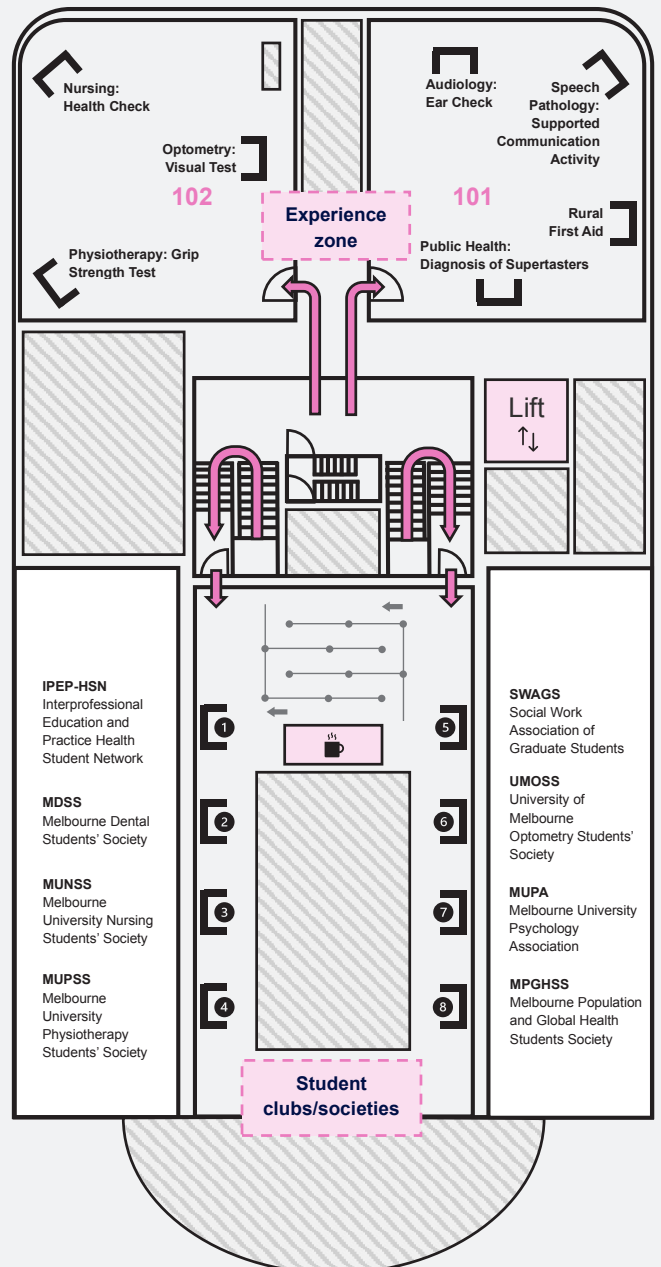 Nursing:
Health Check
Optometry:
Visual Test
102
Physiotherapy: Grip
Strength Test
Experience
zone
Audiology:
Ear Check
Speech
Pathology:
Supported
Communication
Activity
101
Rural
First Aid
Public Health:
Diagnosis of Supertasters
Lift
IPEP-HSN
Interprofessional
Education and
Practice Health
Student Network
MDSS
Melbourne Dental
Students’ Society
MUNSS
Melbourne
University Nursing
Students’ Society
MUPSS
Melbourne
University
Physiotherapy
Students’ Society
1
2
3
4
5
6
7
8
SWAGS
Social Work
Association of
Graduate Students
UMOSS
University of
Melbourne
Optometry Students’
Society
MUPA
Melbourne University
Psychology
Association
MPGHSS
Melbourne Population
and Global Health
Students Society
Student
clubs/societies